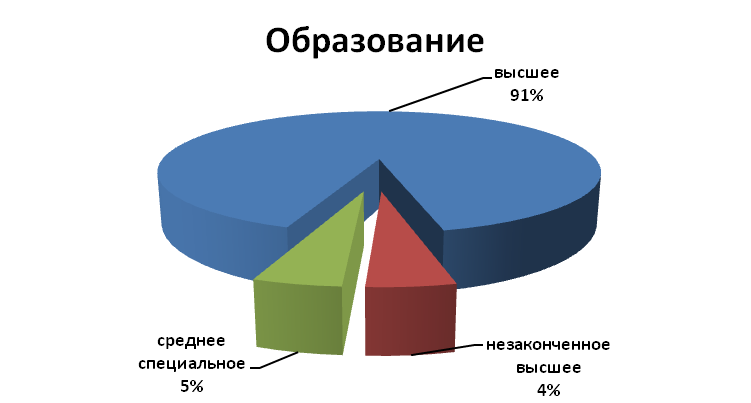 Образование
высшее
91%
среднее
специальное
5%
незаконченное
высшее
4%